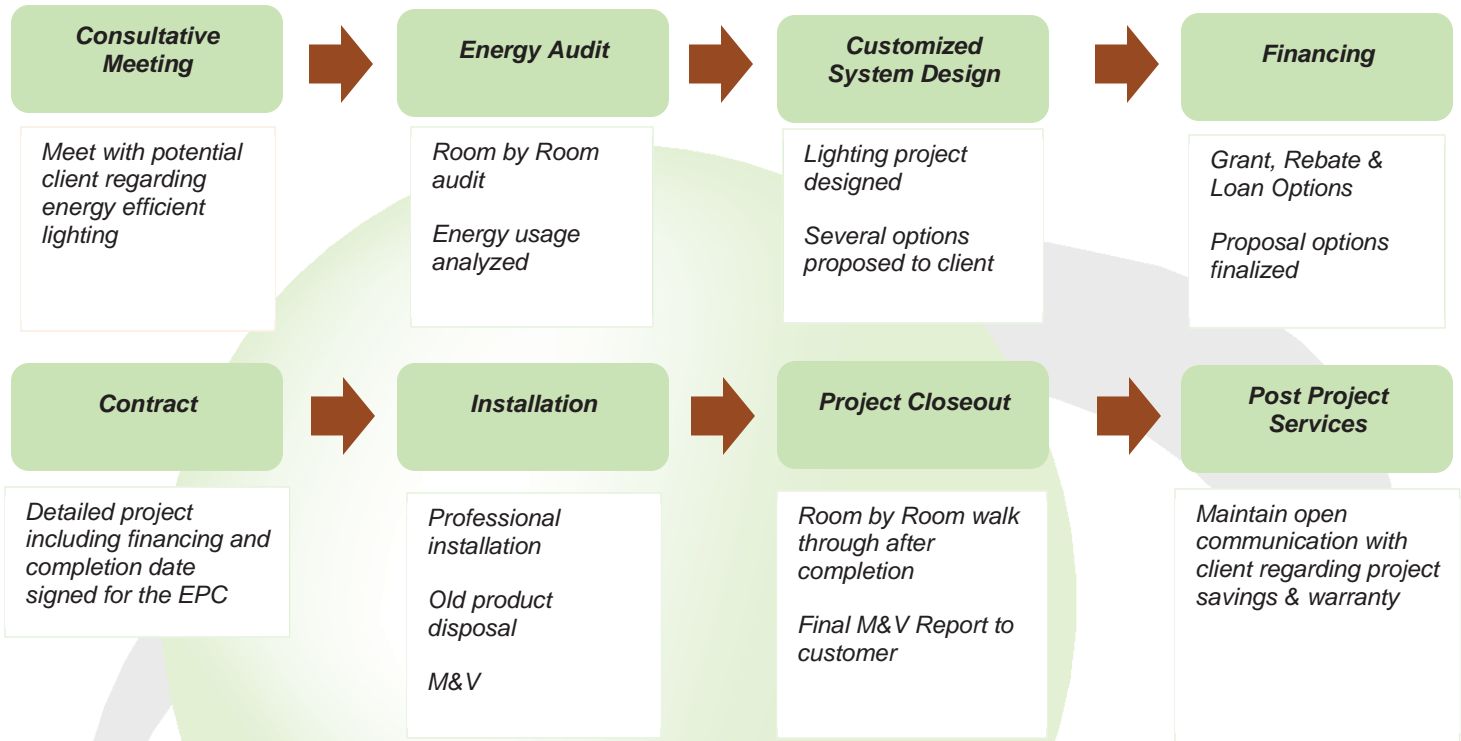 Consultative
Meeting
Energy Audit
Customized
System Design
Financing
Meet with potential
client regarding
energy efficient
lighting
Room by Room
audit
Energy usage
analyzed
Lighting project
designed
Several options
proposed to client
Grant, Rebate &
Loan Options
Proposal options
finalized
Contract
Installation
Project Closeout
Post Project
Services
Detailed project
including financing and
completion date
signed for the EPC
Professional
installation
Old product
disposal
M&V
Room by Room walk
through after
completion
Final M&V Report to
customer
Maintain open
communication with
client regarding project
savings & warranty